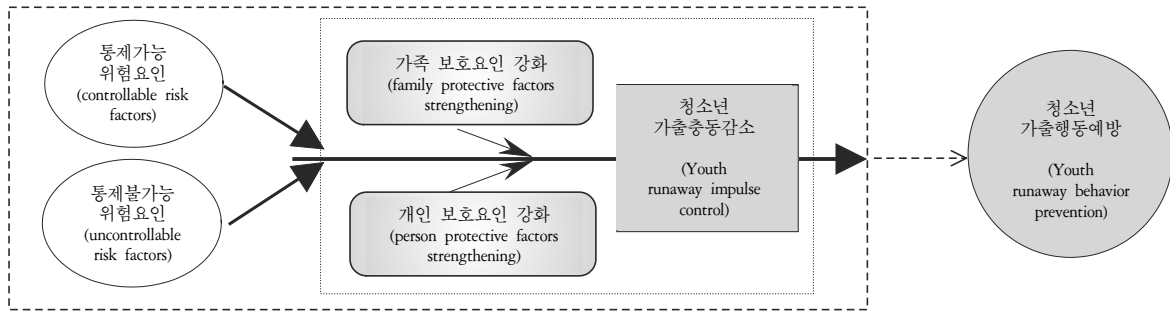 통제가능
위험요인
(controllable risk
factors)
통제불가능
위험요인
(uncontrollable
risk factors)
가족 보호요인 강화
(family protective factors
strengthening)
개인 보호요인 강화
(person protective factors
strengthening)
청소년
가출충동감소
(Youth
runaway impulse
control)
청소년
가출행동예방
(Youth
runaway behavior
prevention)